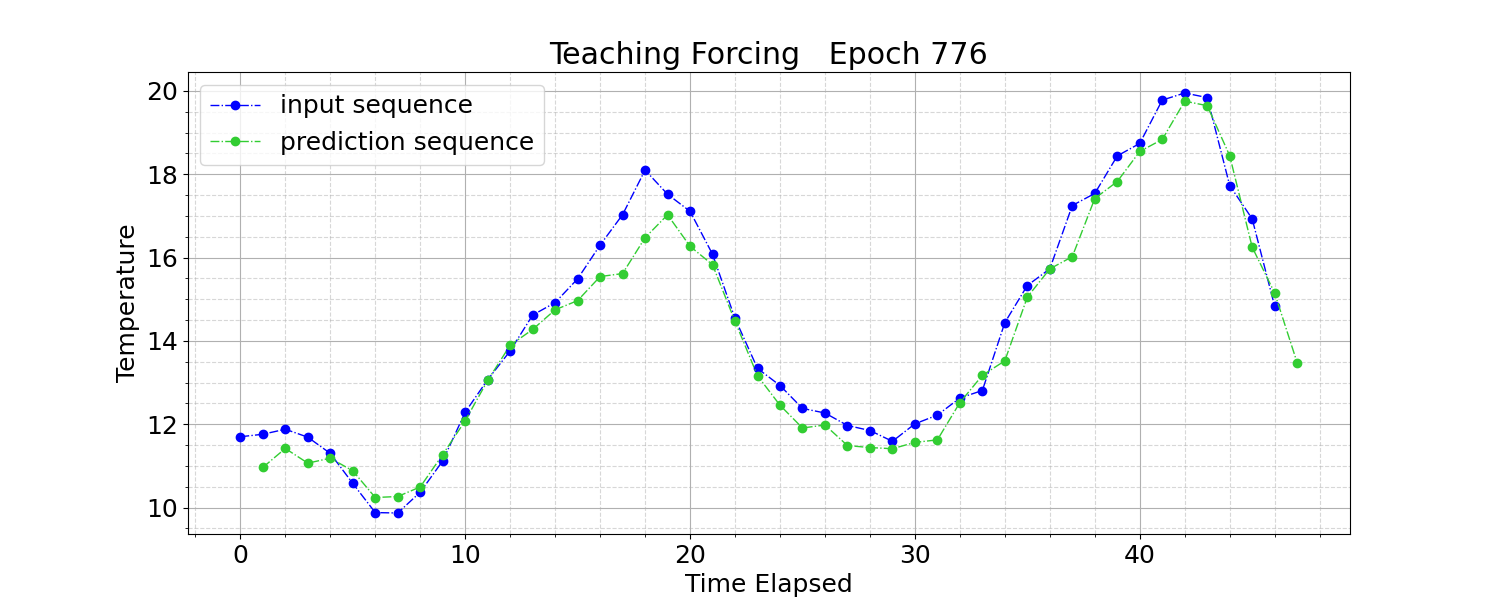 Teaching Forcing   Epoch 776
input sequence
prediction sequence
Temperature
20
18
16
14
12
10
0 10 20 30 40
Time Elapsed